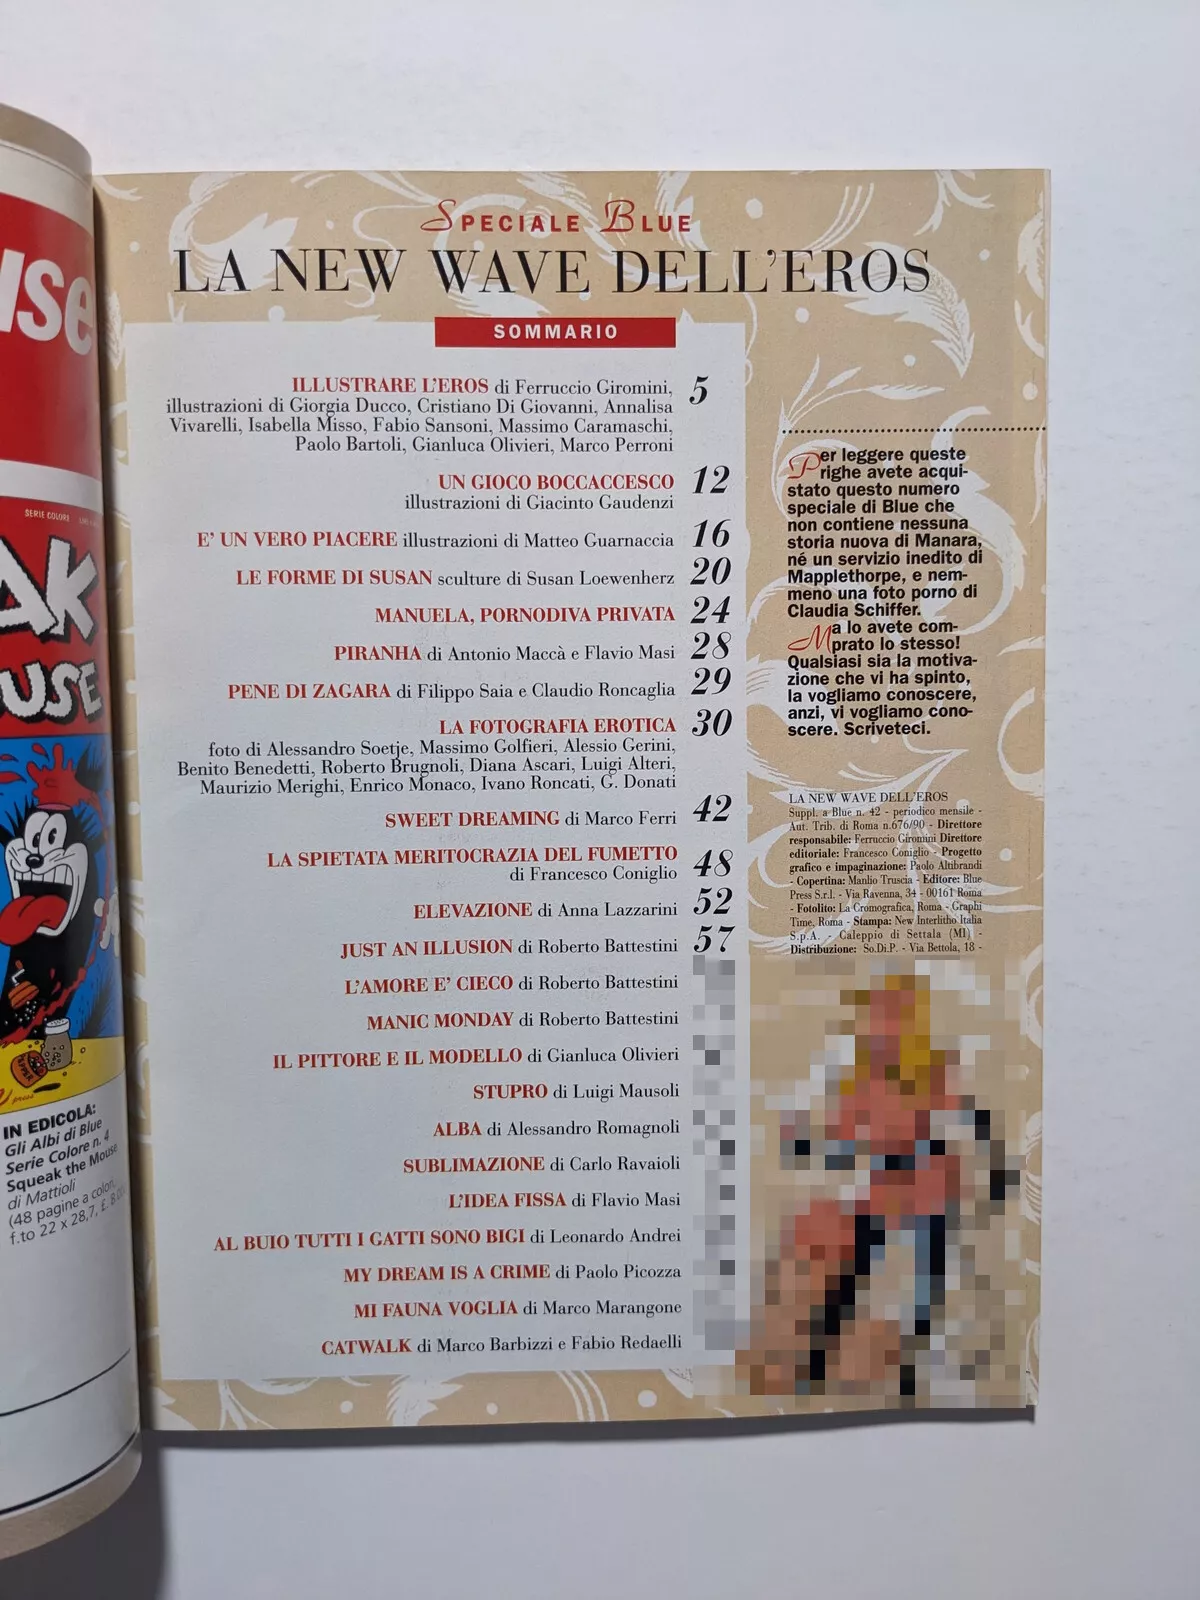 use
SERIE COLORE
AK
OUSE
IN EDICOLA:
Gli Albi di Blue
Serie Colore n. 4
Squeak the Mouse
di Mattioli
(48 pagine a colori,
f.to 22 x 28,7, £. 8.00
SPECIALE BLUE
LA NEW WAVE DELL'EROS
SOMMARIO
ILLUSTRARE L'EROS di Ferruccio Giromini, 5
illustrazioni di Giorgia Ducco, Cristiano Di Giovanni, Annalisa
Vivarelli, Isabella Misso, Fabio Sansoni, Massimo Caramaschi,
Paolo Bartoli, Gianluca Olivieri, Marco Perroni
UN GIOCO BOCCACCESCO 12
illustrazioni di Giacinto Gaudenzi
E' UN VERO PIACERE illustrazioni di Matteo Guarnaccia 16
LE FORME DI SUSAN sculture di Susan Loewenherz 20
MANUELA, PORNODIVA PRIVATA 24
PIRANHA di Antonio Maccà e Flavio Masi 28
PENE DI ZAGARA di Filippo Saia e Claudio Roncaglia 29
LA FOTOGRAFIA EROTICA 30
foto di Alessandro Soetje, Massimo Golfieri, Alessio Gerini,
Benito Benedetti, Roberto Brugnoli, Diana Ascari, Luigi Alteri,
Maurizio Merighi, Enrico Monaco, Ivano Roncati, G. Donati
SWEET DREAMING di Marco Ferri 42
LA SPIETATA MERITOCRAZIA DEL FUMETTO
di Francesco Coniglio 48
ELEVAZIONE di Anna Lazzarini 52
JUST AN ILLUSION di Roberto Battestini 57
L'AMORE E' CIECO di Roberto Battestini
MANIC MONDAY di Roberto Battestini
IL PITTORE E IL MODELLO di Gianluca Olivieri
STUPRO di Luigi Mausoli
ALBA di Alessandro Romagnoli
SUBLIMAZIONE di Carlo Ravaioli
L'IDEA FISSA di Flavio Masi
AL BUIO TUTTI I GATTI SONO BIGI di Leonardo Andrei
MY DREAM IS A CRIME di Paolo Picozza
MI FAUNA VOGLIA di Marco Marangone
CATWALK di Marco Barbizzi e Fabio Redaelli
Per leggere queste
righe avete acqui-
stato questo numero
speciale di Blue che
non contiene nessuna
storia nuova di Manara,
né un servizio inedito di
Mapplethorpe, e nem-
meno una foto porno di
Claudia Schiffer.
Ma lo avete com-
prato lo stesso!
Qualsiasi sia la motiva-
zione che vi ha spinto,
la vogliamo conoscere,
anzi, vi vogliamo cono-
scere. Scriveteci.
LA NEW WAVE DELL'EROS
Suppl. a Blue n. 42 - periodico mensile -
Aut. Trib. di Roma n.676/90 - Direttore
responsabile: Ferruccio Giromini Direttore
editoriale: Francesco Coniglio - Progetto
grafico e impaginazione: Paolo Altibrandi
- Copertina: Manlio Truscia - Editore: Blue
Press S.r.l. - Via Ravenna, 34 - 00161 Roma
- Fotolito: La Cromografica, Roma - Graphi
Time, Roma - Stampa: New Interlitho Italia
S.p.A. - Caleppio di Settala (MI) -
Distribuzione: So.Di.P. - Via Bettola, 18 -